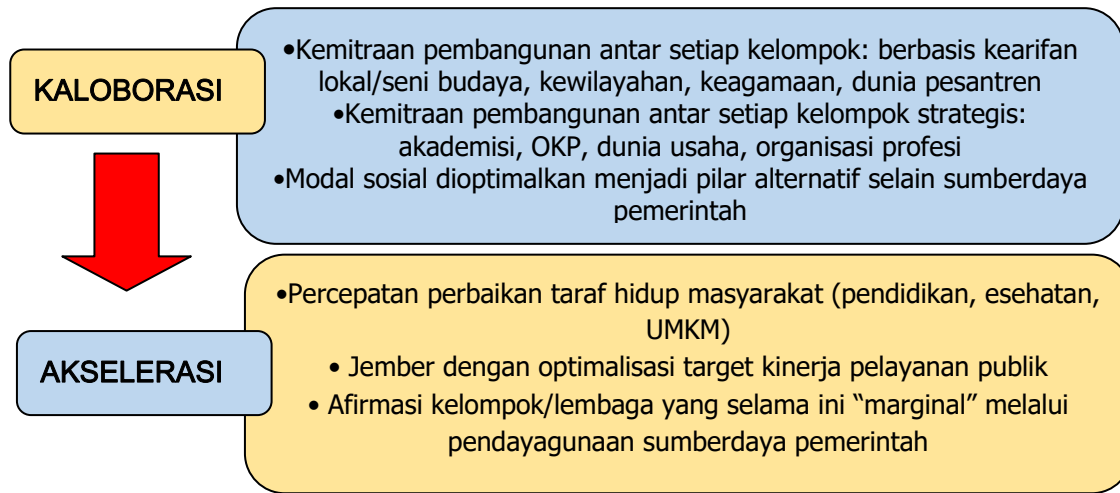 KALOBORASI
•Kemitraan pembangunan antar setiap kelompok: berbasis kearifan
lokal/seni budaya, kewilayahan, keagamaan, dunia pesantren
•Kemitraan pembangunan antar setiap kelompok strategis:
akademisi, OKP, dunia usaha, organisasi profesi
•Modal sosial dioptimalkan menjadi pilar alternatif selain sumberdaya
pemerintah
AKSELERASI
•Percepatan perbaikan taraf hidup masyarakat (pendidikan, esehatan,
UMKM)
• Jember dengan optimalisasi target kinerja pelayanan publik
• Afirmasi kelompok/lembaga yang selama ini “marginal” melalui
pendayagunaan sumberdaya pemerintah